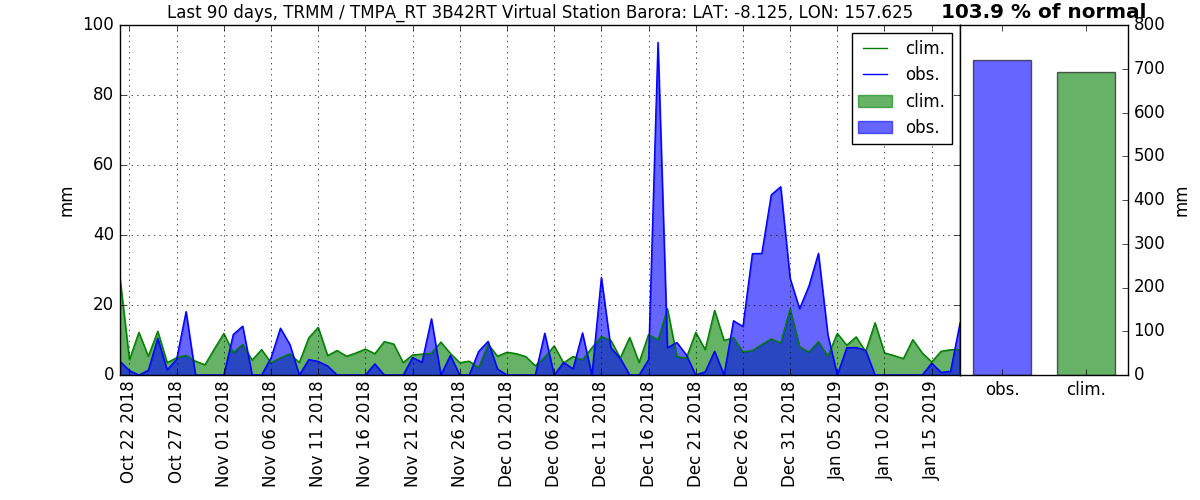 Last 90 days, TRMM / TMPA_RT 3B42RT Virtual Station Barora: LAT: -8.125, LON: 157.625
103.9 % of normal
100
80
60
40
20
0
mm
clim.
obs.
clim.
obs.
800
700
600
500
400
300
200
100
0
mm
obs.
clim.
Oct 22 2018
Oct 27 2018
Nov 01 2018
Nov 06 2018
Nov 11 2018
Nov 16 2018
Nov 21 2018
Nov 26 2018
Dec 01 2018
Dec 06 2018
Dec 11 2018
Dec 16 2018
Dec 21 2018
Dec 26 2018
Dec 31 2018
Jan 05 2019
Jan 10 2019
Jan 15 2019